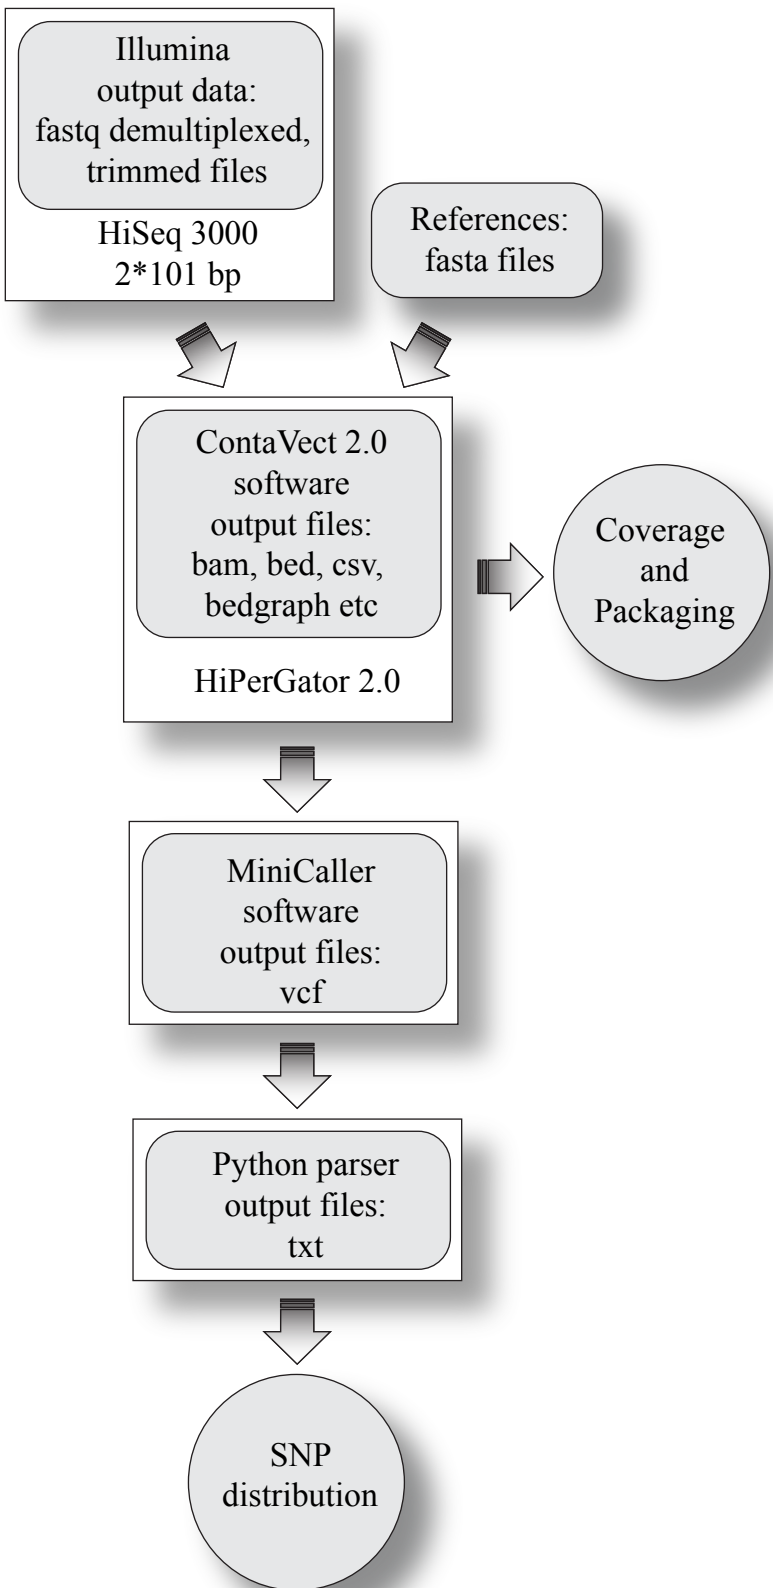 Illumina
output data:
fastq demultiplexed,
trimmed files
HiSeq 3000
2*101 bp
References:
fasta files
ContaVect 2.0
software
output files:
bam, bed, csv,
bedgraph etc
HiPerGator 2.0
Coverage
and
Packaging
MiniCaller
software
output files:
vcf
Python parser
output files:
txt
SNP
distribution